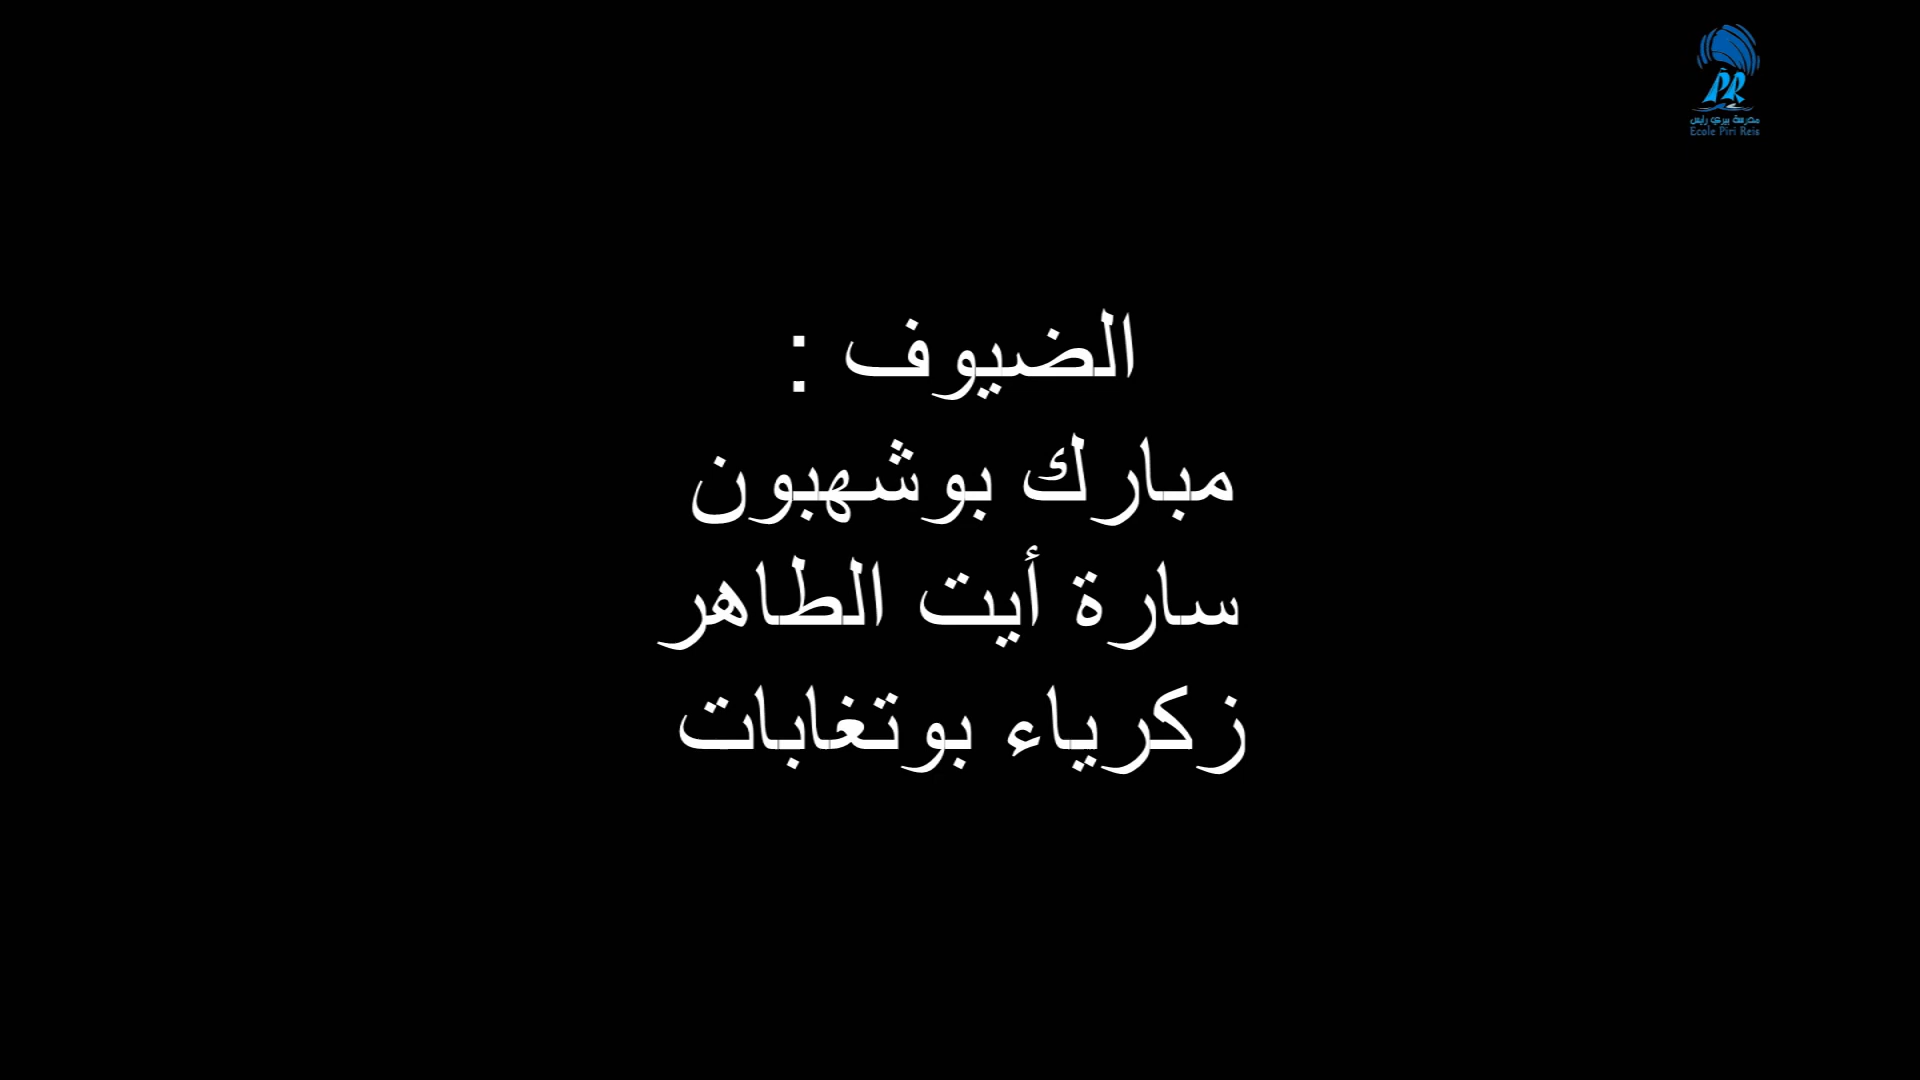 مدرسة بيري رايس
Ecole Piri Reis
الضيوف :
مبارك بوشهبون
سارة أيت الطاهر
زكرياء بوتغابات